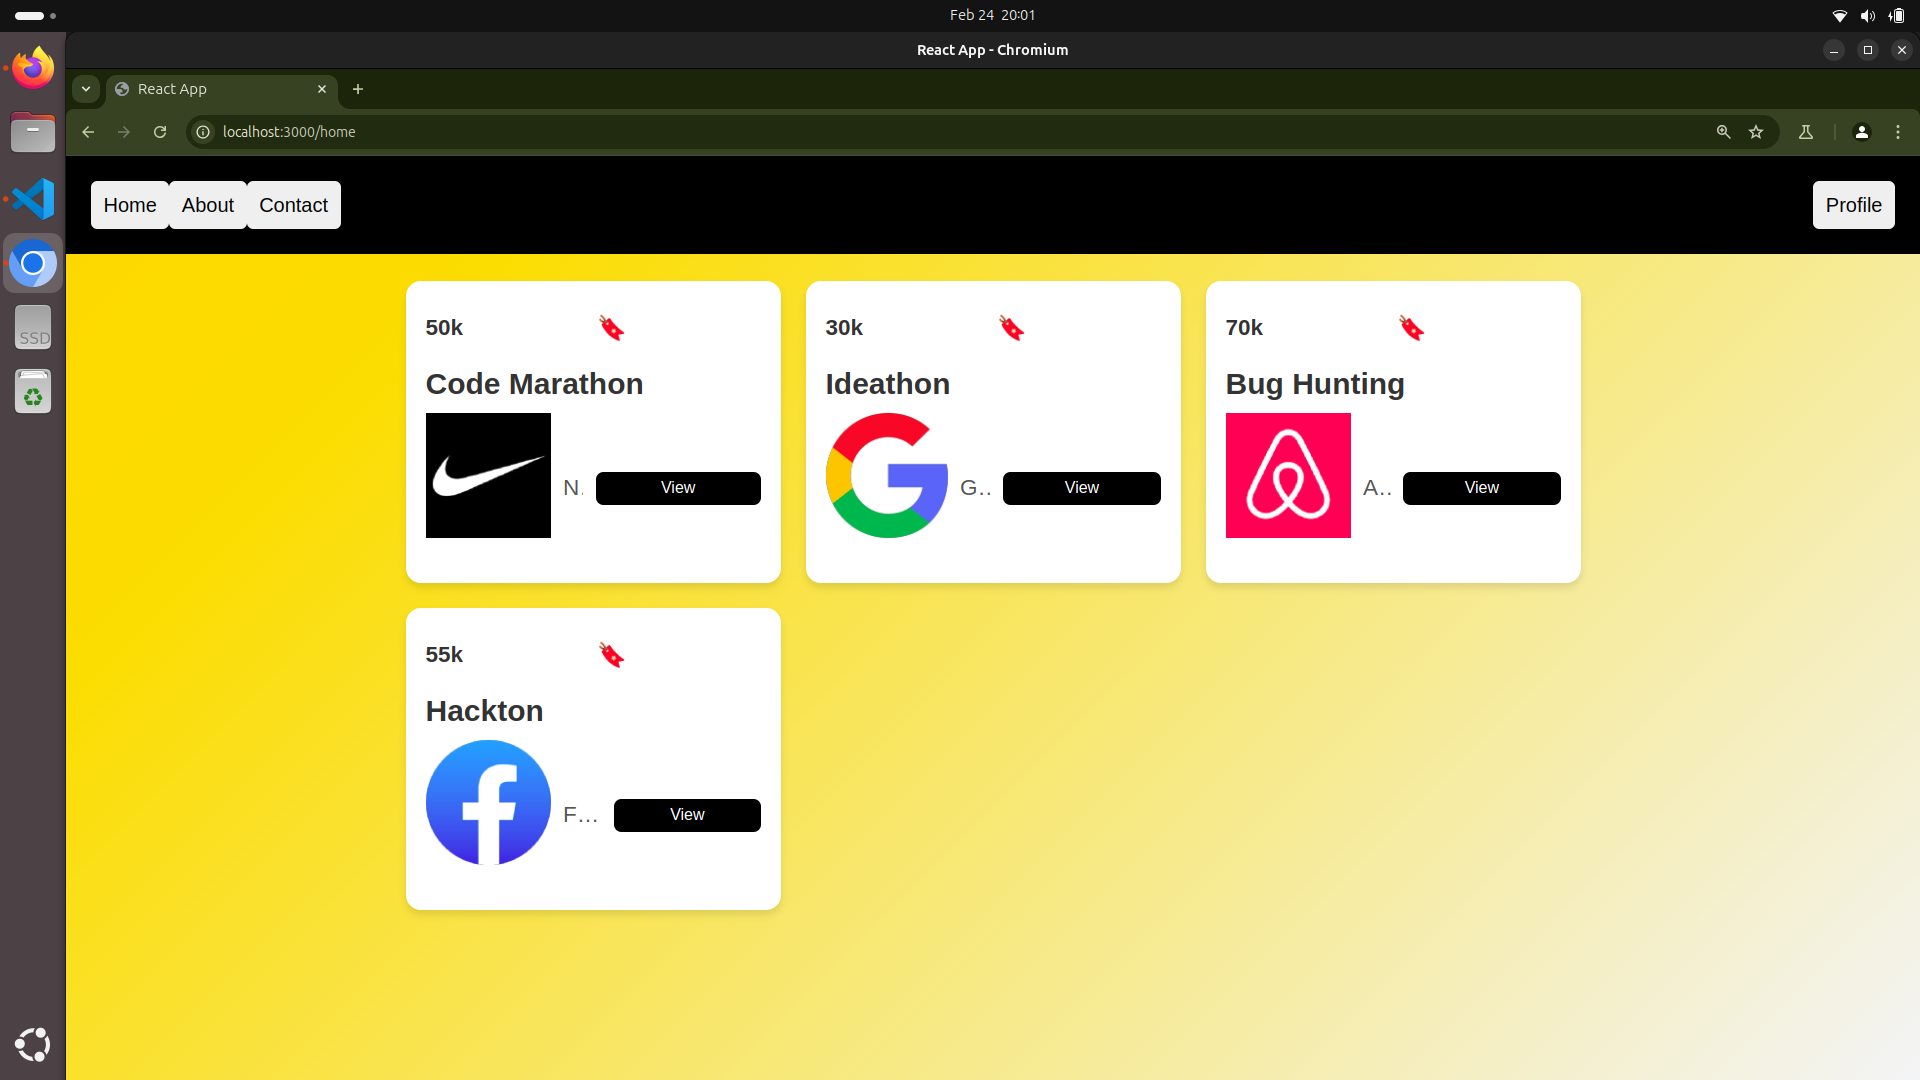 Feb 24 20:01
React App - Chromium
React App
localhost:3000/home
Home About Contact Profile
50k
Code Marathon
N. View
30k
Ideathon
G... View
70k
Bug Hunting
A... View
55k
Hackton
F... View
SSD